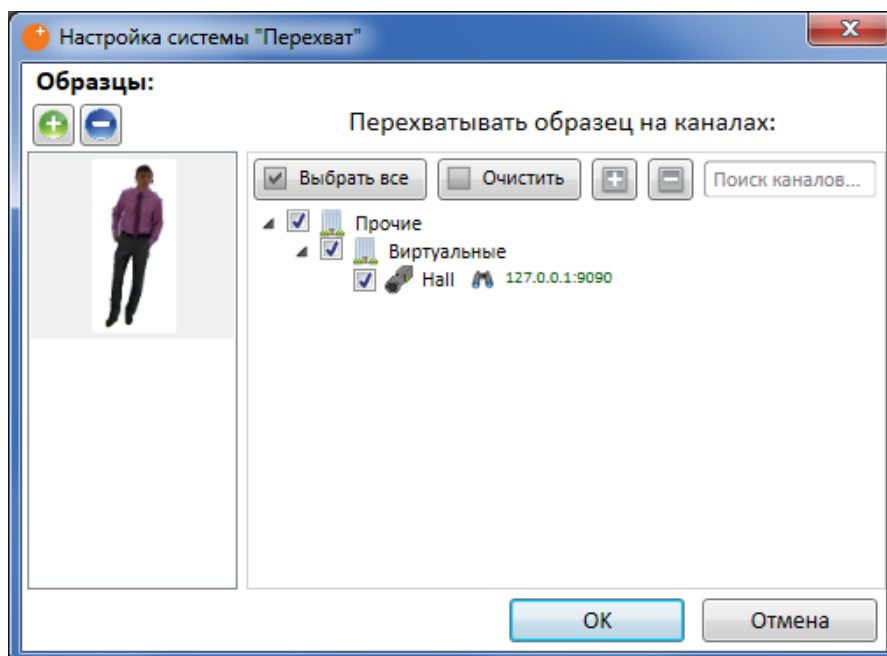 Настройка системы "Перехват"
Образцы:
Перехватывать образец на каналах:
Выбрать все
Очистить
Поиск каналов...
Прочие
Виртуальные
Hall 127.0.0.1:9090
OK
Отмена